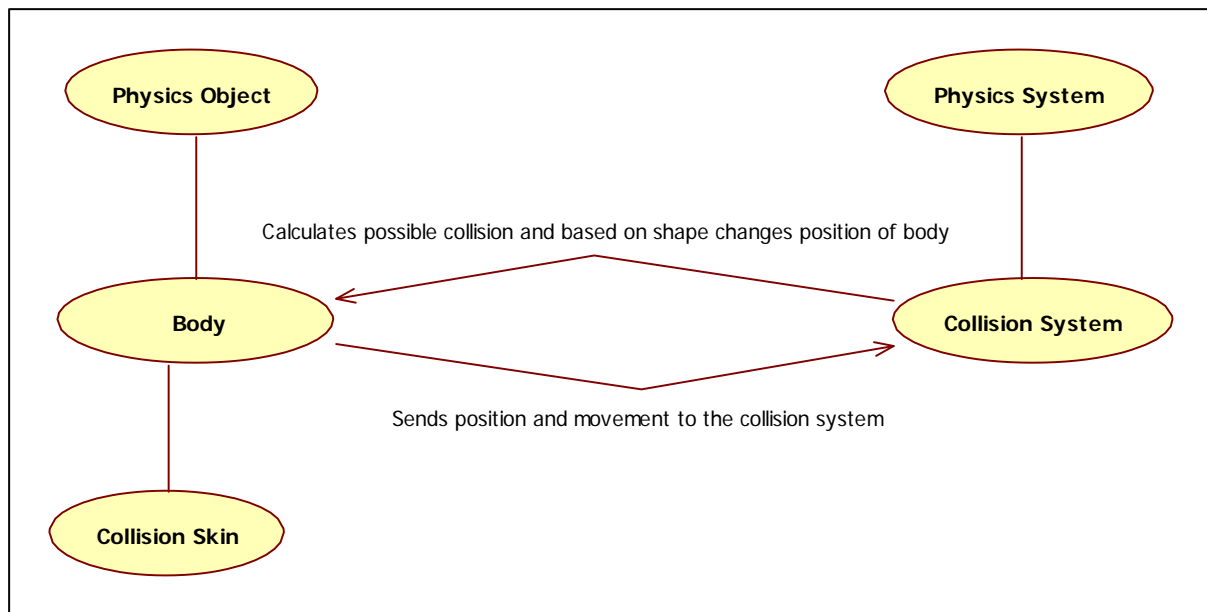 Physics Object
Physics System
Calculates possible collision and based on shape changes position of body
Body
Collision System
Sends position and movement to the collision system
Collision Skin